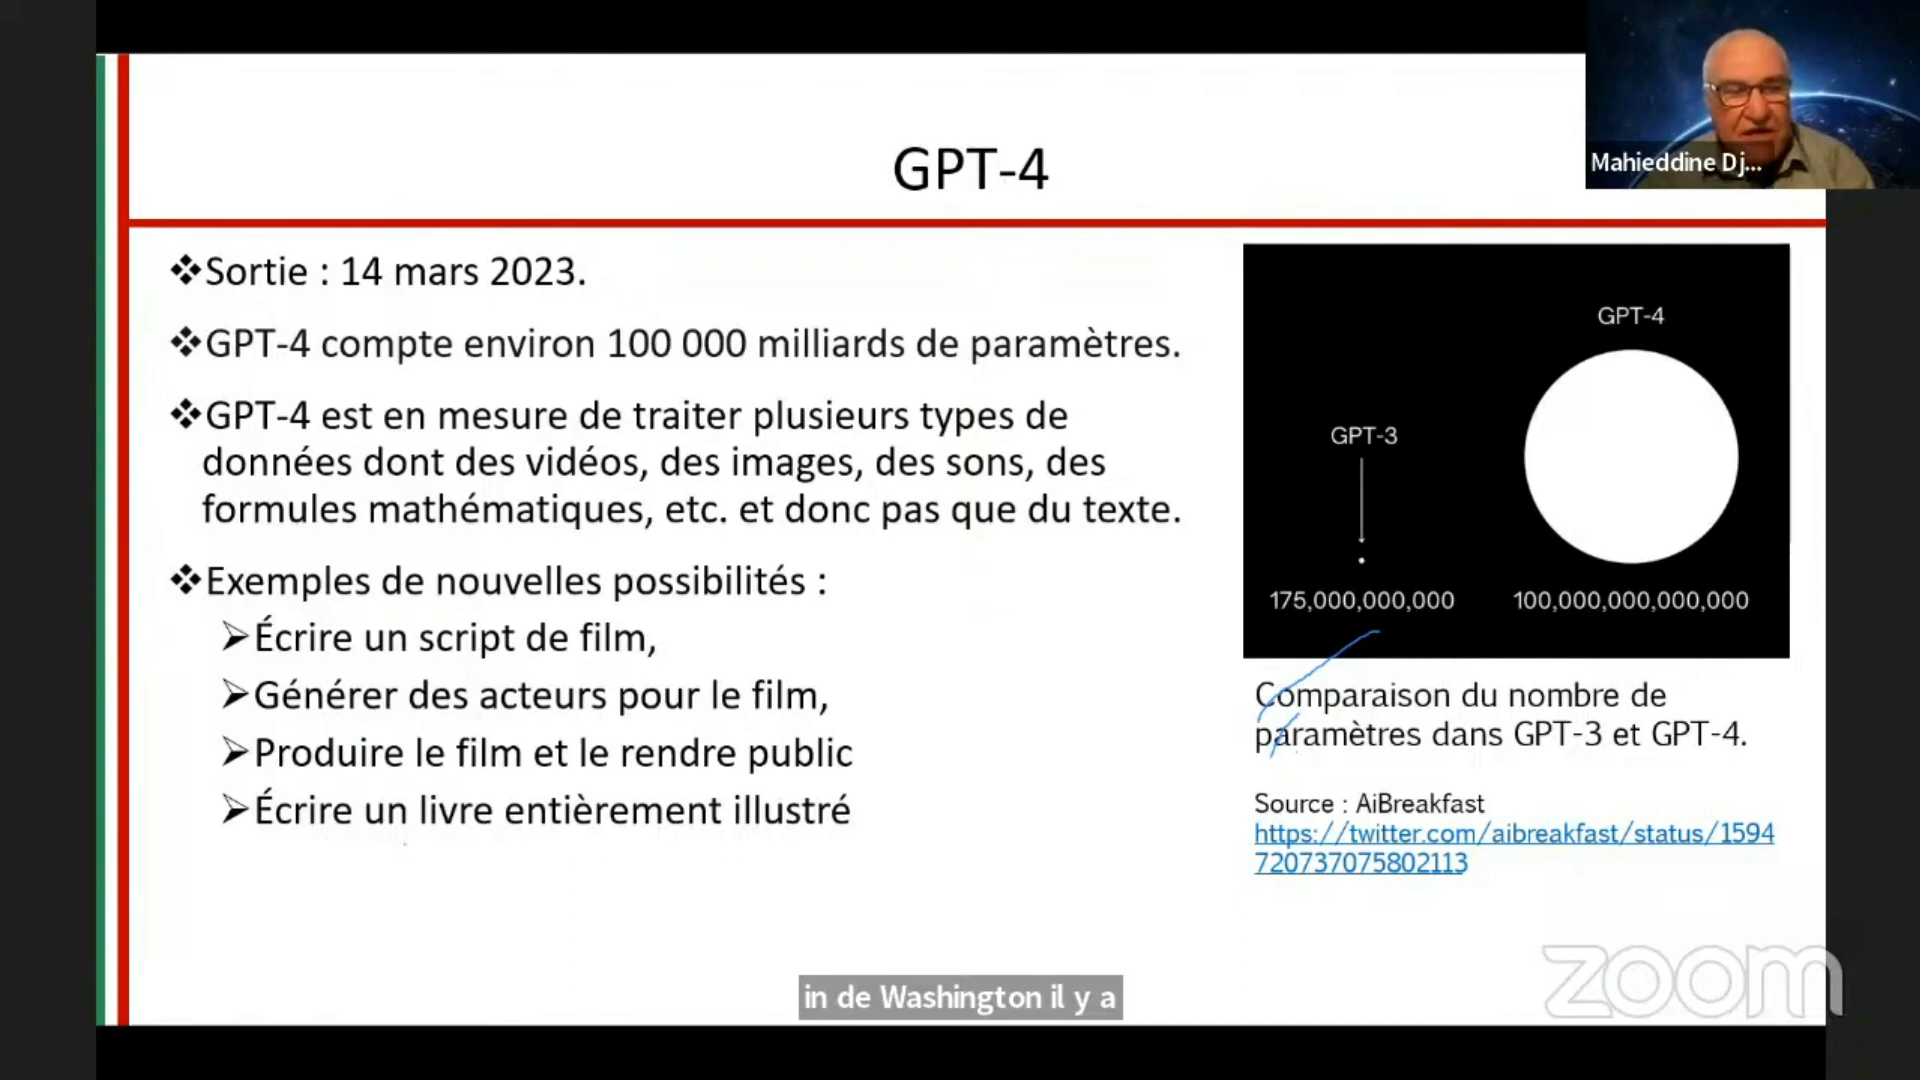 Mahieddine Dj...
GPT-4
❖Sortie : 14 mars 2023.
❖GPT-4 compte environ 100 000 milliards de paramètres.
❖GPT-4 est en mesure de traiter plusieurs types de
données dont des vidéos, des images, des sons, des
formules mathématiques, etc. et donc pas que du texte.
❖Exemples de nouvelles possibilités :
➢Écrire un script de film,
➢Générer des acteurs pour le film,
➢Produire le film et le rendre public
➢Écrire un livre entièrement illustré
GPT-4
GPT-3
175,000,000,000
100,000,000,000,000
Comparaison du nombre de
paramètres dans GPT-3 et GPT-4.
Source : AiBreakfast
https://twitter.com/aibreakfast/status/1594
720737075802113
in de Washington il y a
zoom